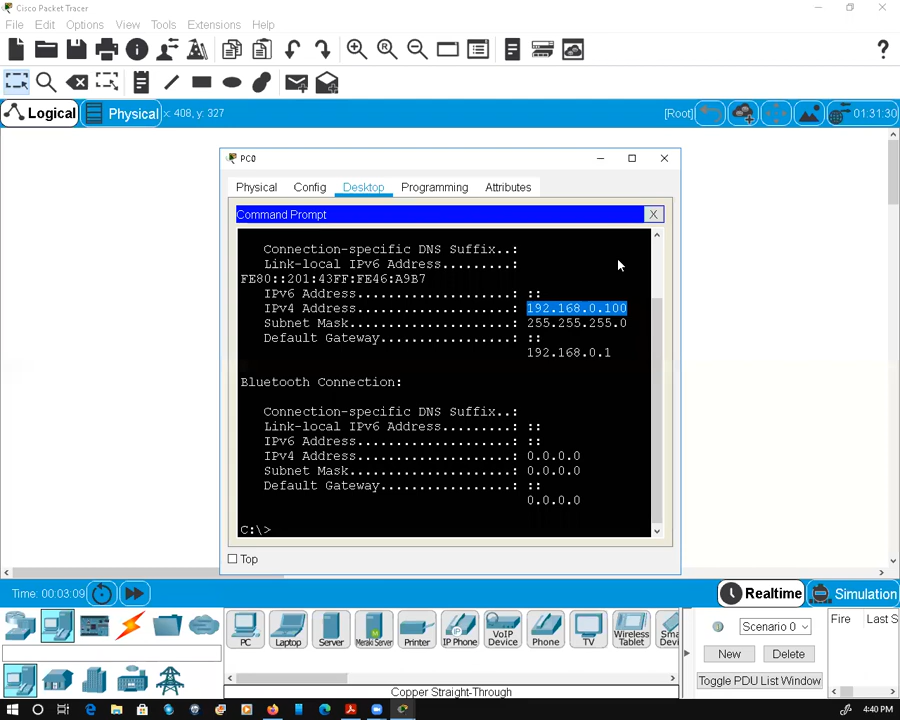 Cisco Packet Tracer
File Edit Options View Tools Extensions Help
Logical Physical x: 408, y: 327 [Root] 01:31:30
PC0
Physical Config Desktop Programming Attributes
Command Prompt X
Connection-specific DNS Suffix..:
Link-local IPv6 Address.........:
FE80::201:43FF:FE46:A9B7
IPv6 Address....................: ::
IPv4 Address....................: 192.168.0.100
Subnet Mask.....................: 255.255.255.0
Default Gateway.................: ::
192.168.0.1
Bluetooth Connection:
Connection-specific DNS Suffix..:
Link-local IPv6 Address.........: ::
IPv6 Address....................: ::
IPv4 Address....................: 0.0.0.0
Subnet Mask.....................: 0.0.0.0
Default Gateway.................: ::
0.0.0.0
C:\>
Top
Time: 00:03:09 Realtime Simulation
PC Laptop Server Meraki Server Printer IP Phone VoIP Device Phone TV Wireless Tablet Sma Devi
Scenario 0 Fire Last S
New Delete
Toggle PDU List Window
Copper Straight-Through
4:40 PM